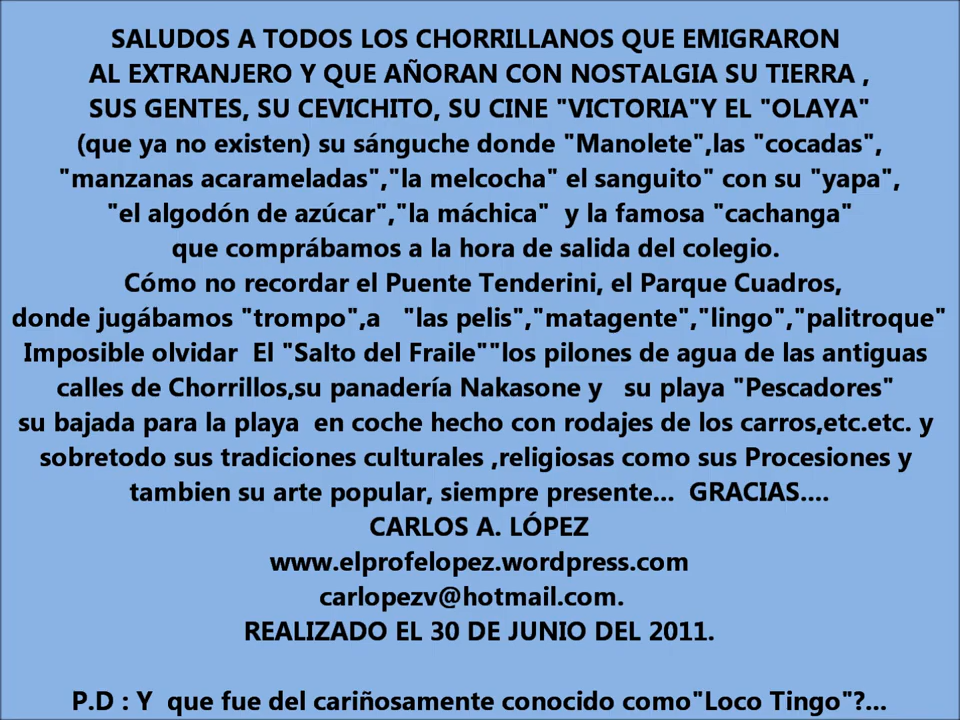 SALUDOS A TODOS LOS CHORRILLANOS QUE EMIGRARON
AL EXTRANJERO Y QUE AÑORAN CON NOSTALGIA SU TIERRA ,
SUS GENTES, SU CEVICHITO, SU CINE "VICTORIA"Y EL "OLAYA"
(que ya no existen) su sánguche donde "Manolete",las "cocadas",
"manzanas acarameladas","la melcocha" el sanguito" con su "yapa",
"el algodón de azúcar","la máchica"  y la famosa "cachanga"
que comprábamos a la hora de salida del colegio.
Cómo no recordar el Puente Tenderini, el Parque Cuadros,
donde jugábamos "trompo",a   "las pelis","matagente","lingo","palitroque"
Imposible olvidar  El "Salto del Fraile""los pilones de agua de las antiguas
calles de Chorrillos,su panadería Nakasone y   su playa "Pescadores"
su bajada para la playa  en coche hecho con rodajes de los carros,etc.etc. y
sobretodo sus tradiciones culturales ,religiosas como sus Procesiones y
tambien su arte popular, siempre presente...  GRACIAS....
CARLOS A. LÓPEZ
www.elprofelopez.wordpress.com
carlopezv@hotmail.com.
REALIZADO EL 30 DE JUNIO DEL 2011.
P.D : Y  que fue del cariñosamente conocido como"Loco Tingo"?...